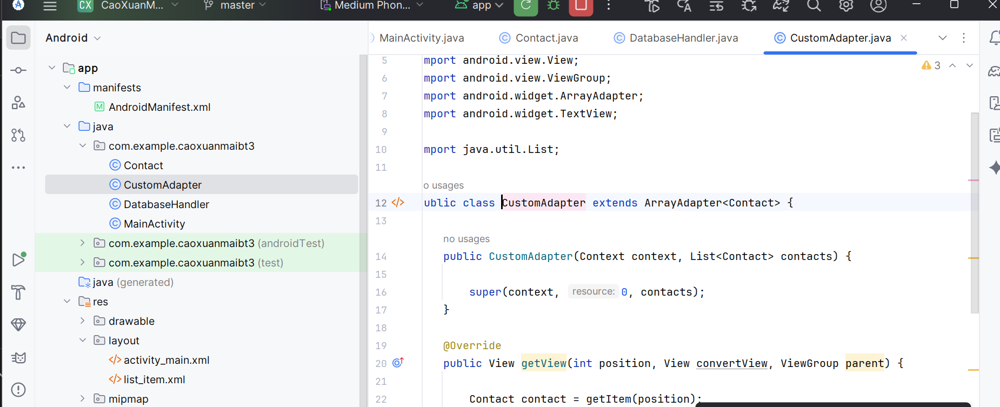 CX CaoXuanM... master Medium Phon... app
Android
MainActivity.java Contact.java DatabaseHandler.java CustomAdapter.java
app
manifests
AndroidManifest.xml
java
com.example.caoxuanmaibt3
Contact
CustomAdapter
DatabaseHandler
MainActivity
com.example.caoxuanmaibt3 (androidTest)
com.example.caoxuanmaibt3 (test)
java (generated)
res
drawable
layout
activity_main.xml
list_item.xml
mipmap
3
5 mport android.view.View;
6 mport android.view.ViewGroup;
7 mport android.widget.ArrayAdapter;
8 mport android.widget.TextView;
9
10 mport java.util.List;
11
o usages
12 ublic class CustomAdapter extends ArrayAdapter<Contact> {
13
no usages
14 public CustomAdapter(Context context, List<Contact> contacts) {
15
16 super(context, resource: 0, contacts);
17 }
18
19 @Override
20 public View getView(int position, View convertView, ViewGroup parent) {
21
22 Contact contact = getItem(position);